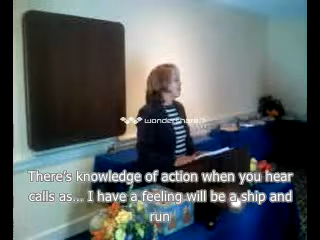 wondershare
There's knowledge of action when you hear
calls as... I have a feeling will be a ship and
run